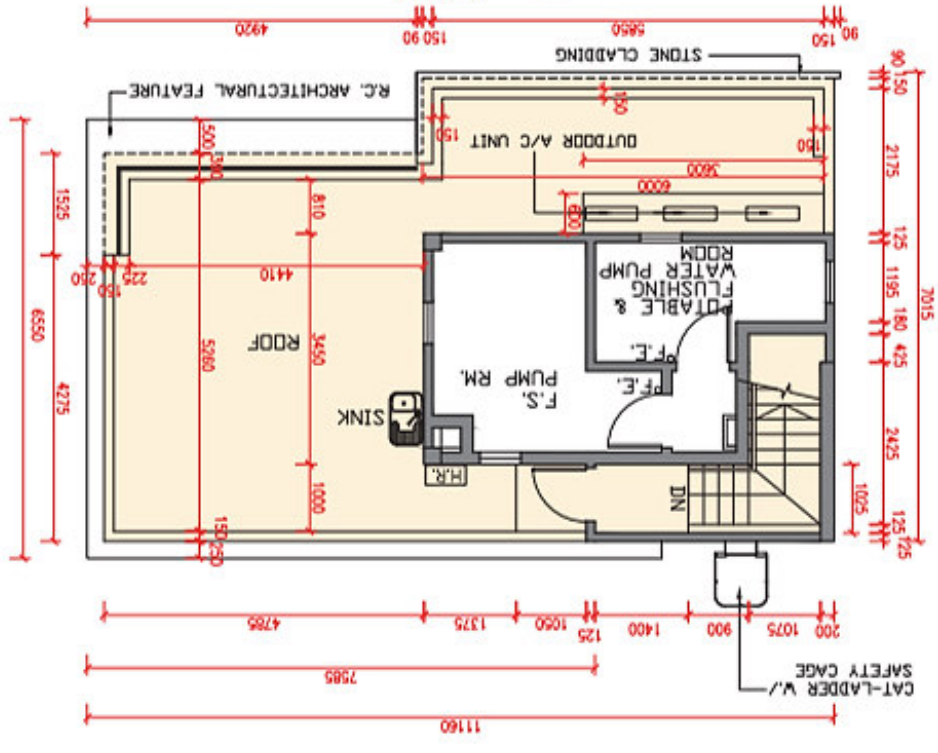 11160
CAT-LADDER W./
SAFETY CAGE
7585
200 1075 900 1400 125 1050 1375 4785
125 125
250
150
1025
DN
H.R.
1000
2425
SINK
F.S.
PUMP RM.
F.E.
F.E.
425
180
POTABLE &
FLUSHING
WATER PUMP
ROOM
ROOF
3450
5260
4275
6550
7015
1195
125
4410
225
150
250
600
6000
3600
810
1525
2175
OUTDOOR A/C UNIT
150
150
150
300
500
R.C. ARCHITECTURAL FEATURE
150
90
STONE CLADDING
90 150 5850 150 90 4920